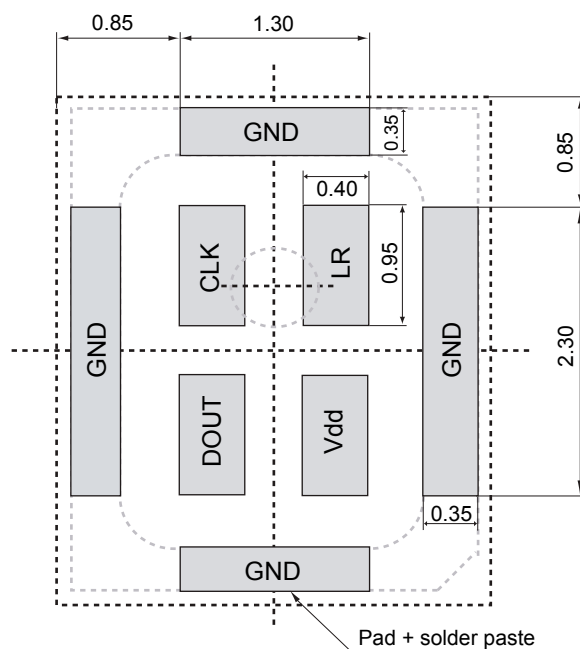 0.85
1.30
GND
0.35
0.85
0.40
CLK
LR
0.95
GND
GND
2.30
DOUT
Vdd
0.35
GND
Pad + solder paste